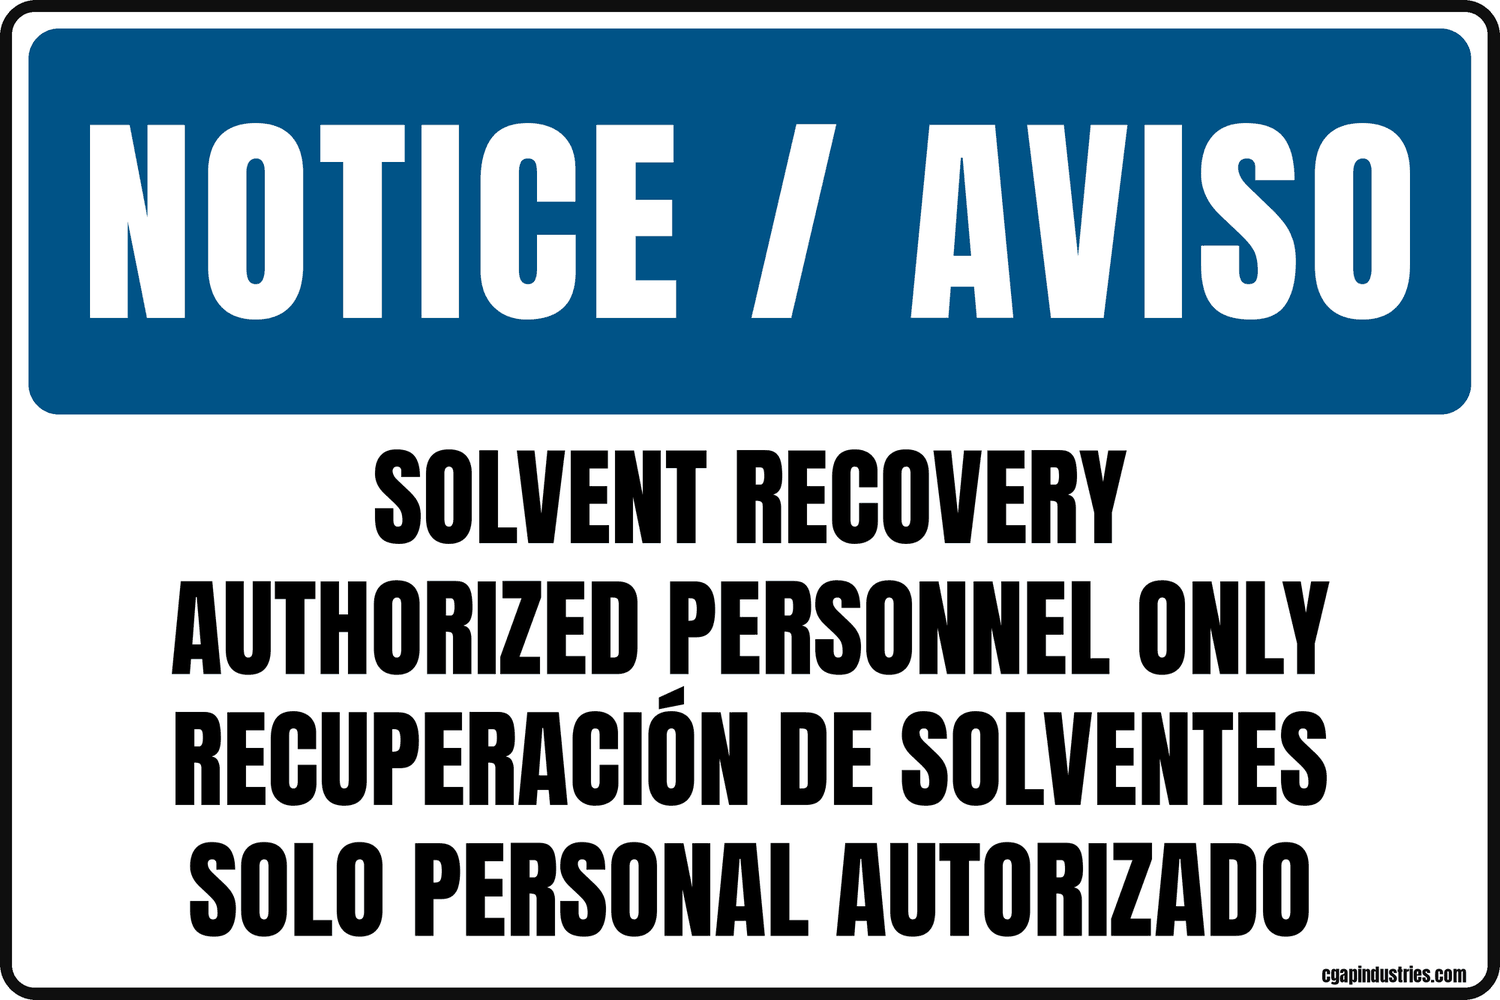 NOTICE / AVISO
SOLVENT RECOVERY
AUTHORIZED PERSONNEL ONLY
RECUPERACIÓN DE SOLVENTES
SOLO PERSONAL AUTORIZADO
cgapindustries.com